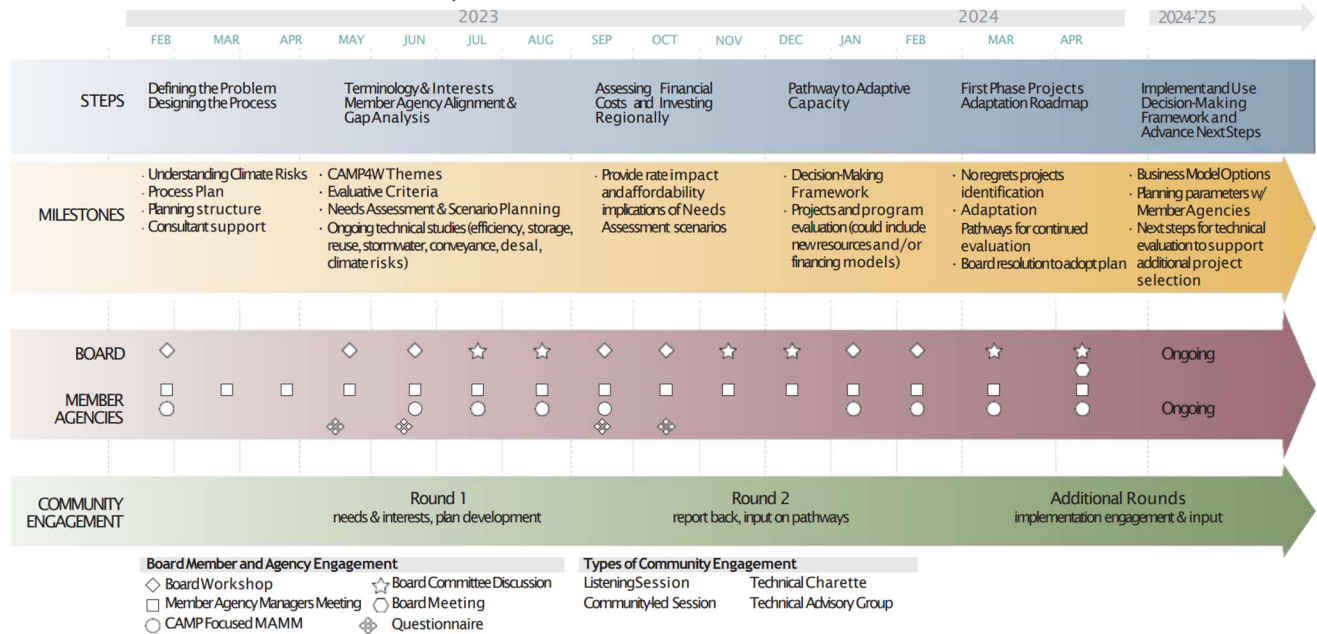 2023 2024 2024-'25
FEB MAR APR MAY JUN JUL AUG SEP OCT NOV DEC JAN FEB MAR APR
STEPS
Defining the Problem
Designing the Process
Terminology & Interests
Member Agency Alignment &
Gap Analysis
Assessing Financial
Costs and Investing
Regionally
Pathway to Adaptive
Capacity
First Phase Projects
Adaptation Roadmap
Implement and Use
Decision-Making
Framework and
Advance Next Steps
MILESTONES
· Understanding Climate Risks
· Process Plan
· Planning structure
· Consultant support
· CAMP4W Themes
· Evaluative Criteria
· Needs Assessment & Scenario Planning
· Ongoing technical studies (efficiency, storage,
reuse, stormwater, conveyance, desal,
climate risks)
· Provide rate impact
and affordability
implications of Needs
Assessment scenarios
· Decision-Making
Framework
· Projects and program
evaluation (could include
new resources and/or
financing models)
· No regrets projects
identification
· Adaptation
Pathways for continued
evaluation
· Board resolution to adopt plan
· Business Model Options
· Planning parameters w/
Member Agencies
· Next steps for technical
evaluation to support
additional project
selection
BOARD
Ongoing
MEMBER
AGENCIES
Ongoing
COMMUNITY
ENGAGEMENT
Round 1
needs & interests, plan development
Round 2
report back, input on pathways
Additional Rounds
implementation engagement & input
Board Member and Agency Engagement
Board Workshop
Member Agency Managers Meeting
CAMP Focused MAMM
Board Committee Discussion
Board Meeting
Questionnaire
Types of Community Engagement
Listening Session
Community-led Session
Technical Charette
Technical Advisory Group